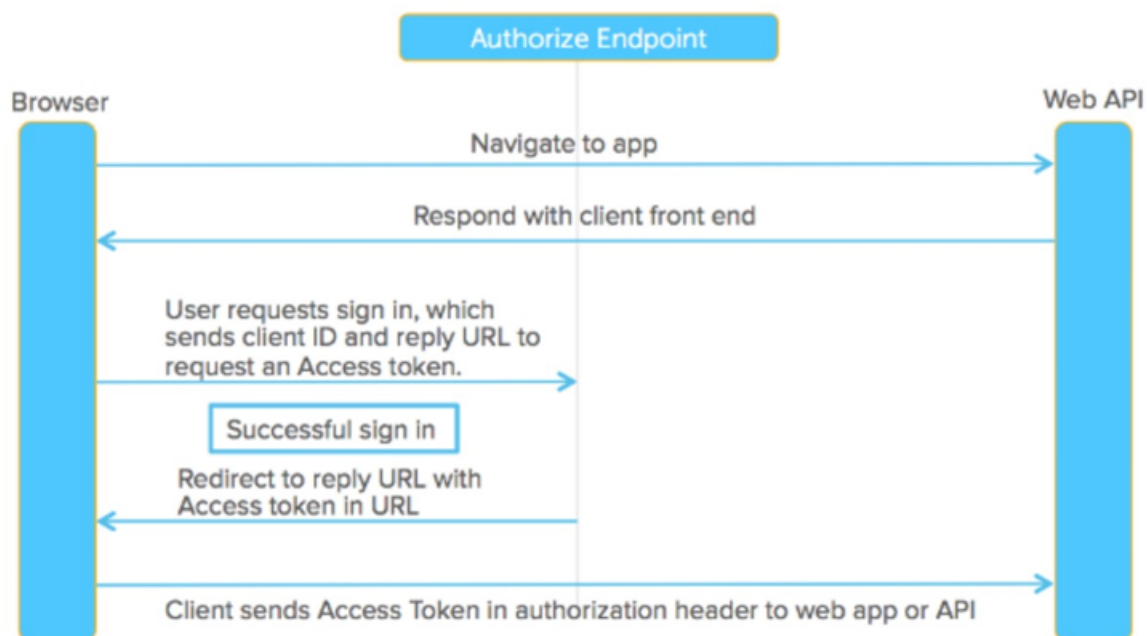 Authorize Endpoint
Browser
Web API
Navigate to app
Respond with client front end
User requests sign in, which
sends client ID and reply URL to
request an Access token.
Successful sign in
Redirect to reply URL with
Access token in URL
Client sends Access Token in authorization header to web app or API